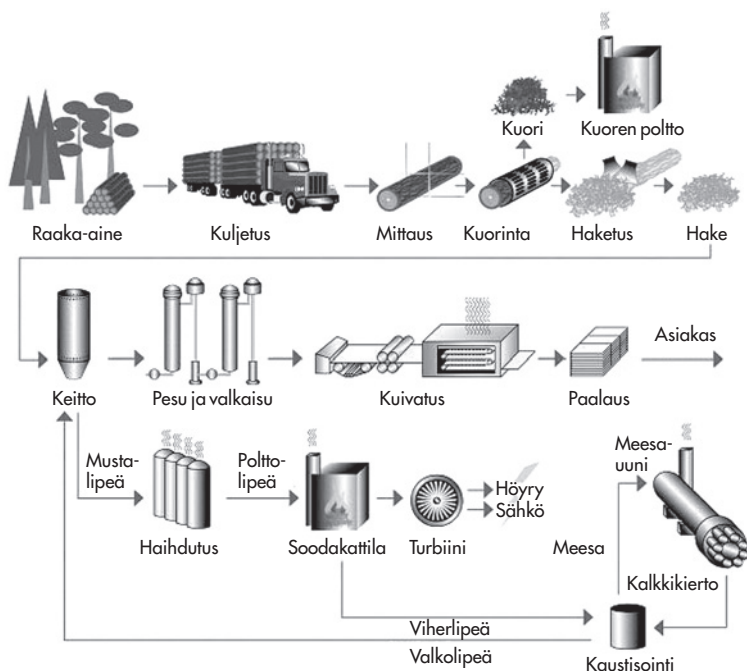 Kuori
Kuoren poltto
Raaka-aine
Kuljetus
Mittaus
Kuorinta
Haketus
Hake
Keitto
Pesu ja valkaisu
Kuivatus
Paalaus
Asiakas
Musta-
lipeä
Haihdutus
Poltto-
lipeä
Soodakattila
Turbiini
Höyry
Sähkö
Meesa-
uuni
Meesa
Kalkkikierto
Viherlipeä
Valkolipeä
Kaustisointi